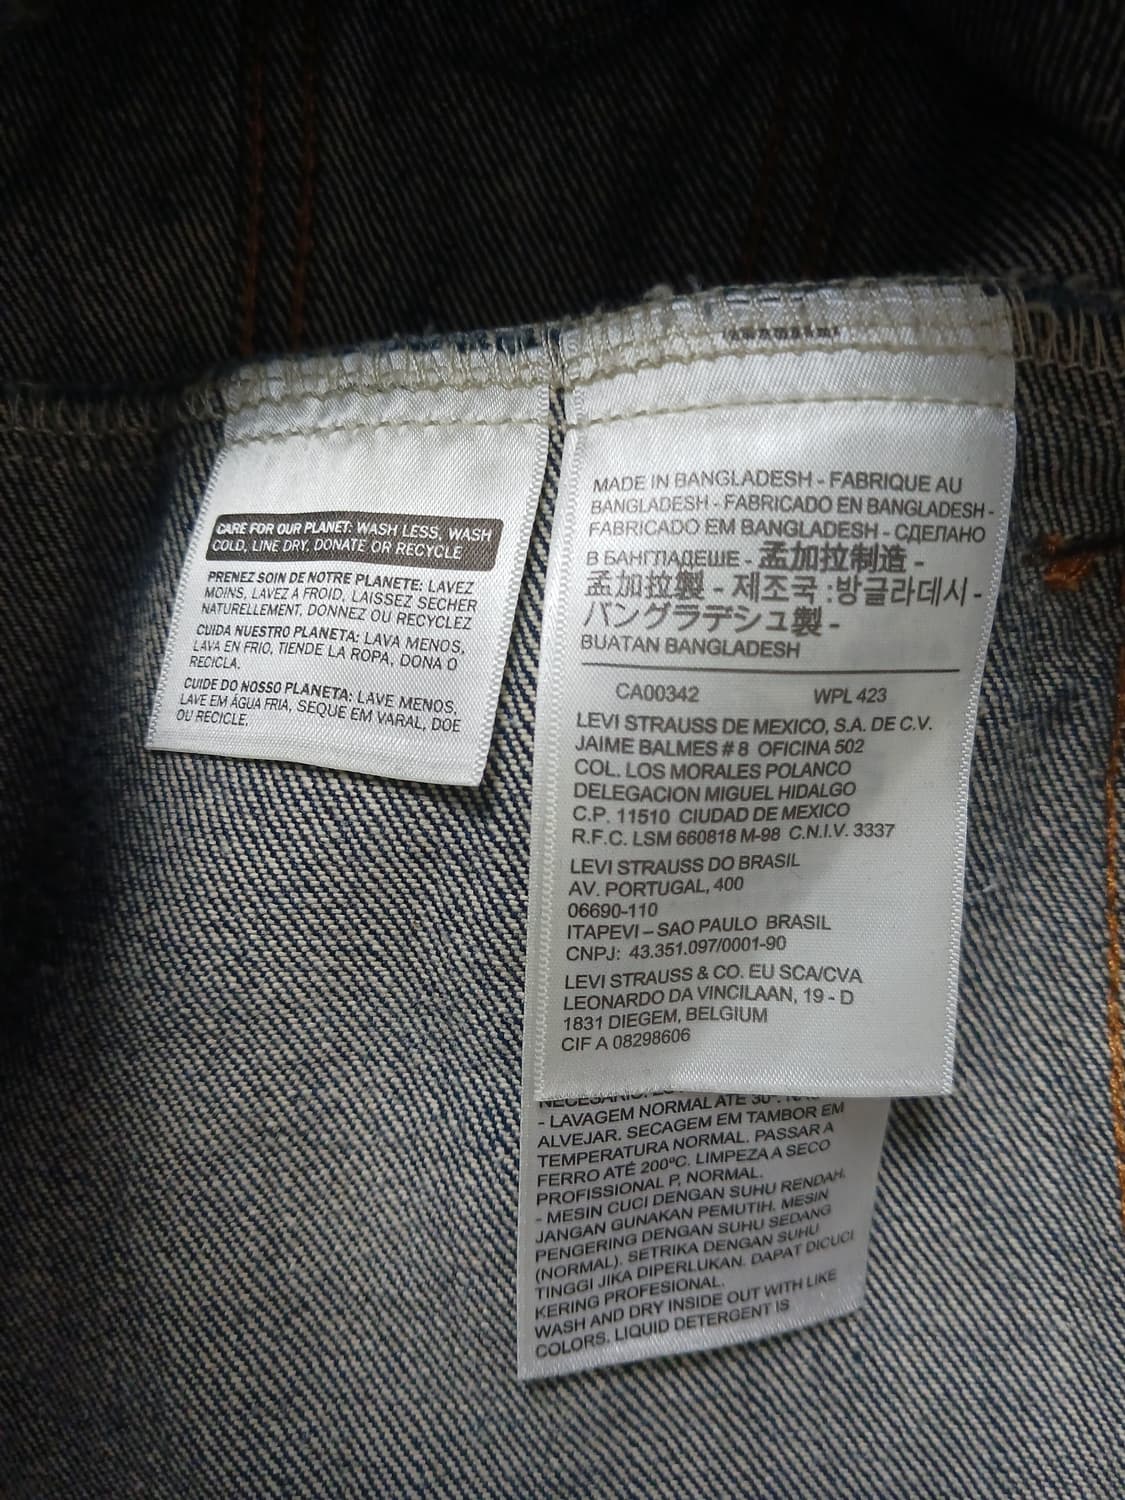 CARE FOR OUR PLANET: WASH LESS, WASH
COLD, LINE DRY, DONATE OR RECYCLE
PRENEZ SOIN DE NOTRE PLANETE: LAVEZ
MOINS, LAVEZ A FROID, LAISSEZ SECHER
NATURELLEMENT, DONNEZ OU RECYCLEZ
CUIDA NUESTRO PLANETA: LAVA MENOS,
LAVA EN FRIO, TIENDE LA ROPA, DONA O
RECICLA.
CUIDE DO NOSSO PLANETA: LAVE MENOS,
LAVE EM ÁGUA FRIA, SEQUE EM VARAL, DOE
OU RECICLE.
MADE IN BANGLADESH - FABRIQUE AU
BANGLADESH - FABRICADO EN BANGLADESH -
FABRICADO EM BANGLADESH - СДЕЛАНО
В БАНГЛАДЕШЕ - 孟加拉制造 -
孟加拉製 - 제조국 :방글라데시 -
バングラデシュ製 -
BUATAN BANGLADESH
CA00342 WPL 423
LEVI STRAUSS DE MEXICO, S.A. DE C.V.
JAIME BALMES # 8 OFICINA 502
COL. LOS MORALES POLANCO
DELEGACION MIGUEL HIDALGO
C.P. 11510 CIUDAD DE MEXICO
R.F.C. LSM 660818 M-98 C.N.I.V. 3337
LEVI STRAUSS DO BRASIL
AV. PORTUGAL, 400
06690-110
ITAPEVI – SAO PAULO BRASIL
CNPJ: 43.351.097/0001-90
LEVI STRAUSS & CO. EU SCA/CVA
LEONARDO DA VINCILAAN, 19 - D
1831 DIEGEM, BELGIUM
CIF A 08298606
- LAVAGEM NORMAL ATÉ 30°.
ALVEJAR. SECAGEM EM TAMBOR EM
TEMPERATURA NORMAL. PASSAR A
FERRO ATÉ 200ºC. LIMPEZA A SECO
PROFISSIONAL P, NORMAL.
- MESIN CUCI DENGAN SUHU RENDAH.
JANGAN GUNAKAN PEMUTIH. MESIN
PENGERING DENGAN SUHU SEDANG
(NORMAL). SETRIKA DENGAN SUHU
TINGGI JIKA DIPERLUKAN. DAPAT DICUCI
KERING PROFESIONAL.
WASH AND DRY INSIDE OUT WITH LIKE
COLORS. LIQUID DETERGENT IS